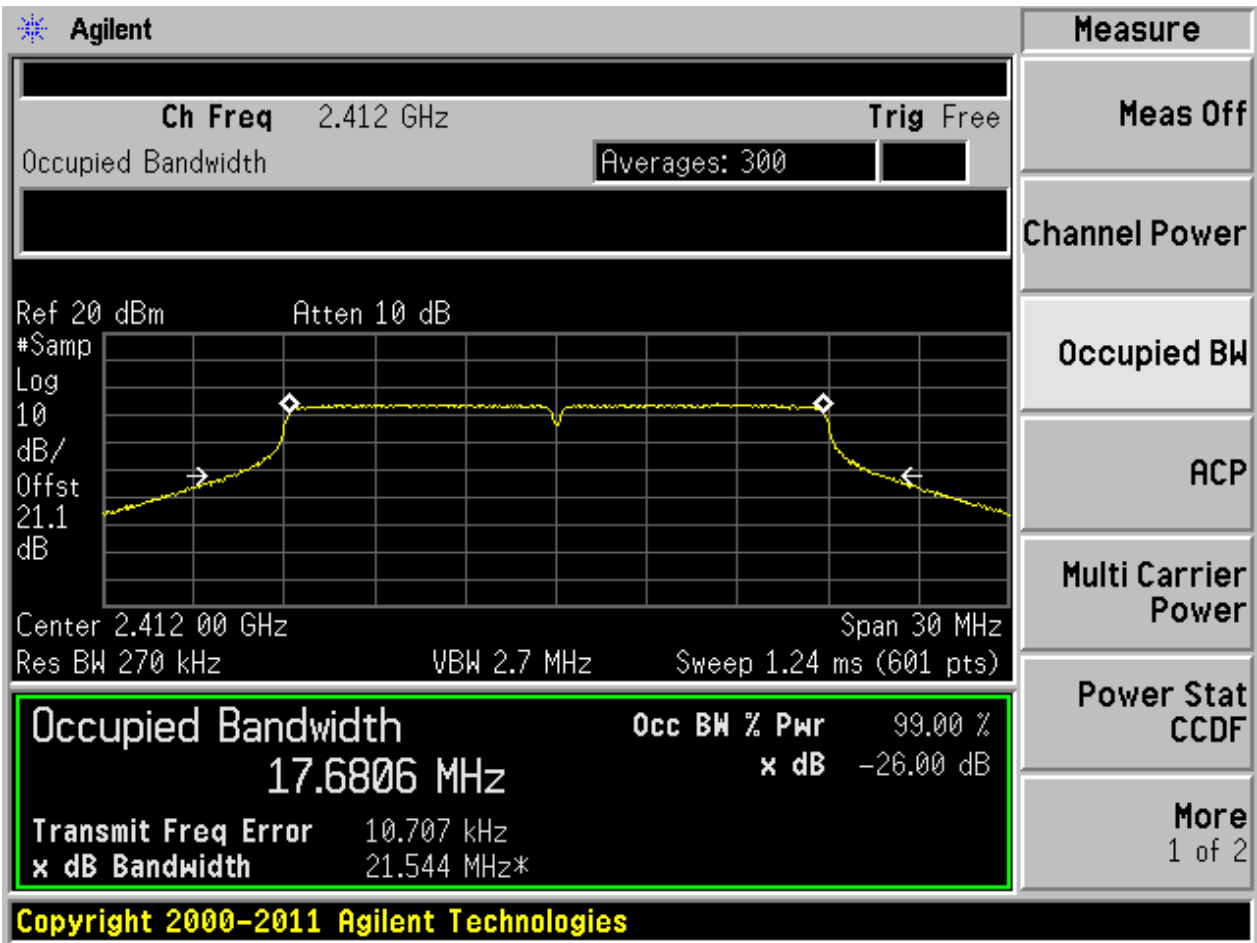 Agilent
Measure
Ch Freq 2.412 GHz Trig Free
Meas Off
Occupied Bandwidth Averages: 300
Channel Power
Ref 20 dBm Atten 10 dB
#Samp
Log
10
dB/
Offst
21.1
dB
Occupied BW
ACP
Multi Carrier
Power
Center 2.412 00 GHz Span 30 MHz
Res BW 270 kHz VBW 2.7 MHz Sweep 1.24 ms (601 pts)
Occupied Bandwidth Occ BW % Pwr 99.00 %
17.6806 MHz x dB -26.00 dB
Power Stat
CCDF
Transmit Freq Error 10.707 kHz
x dB Bandwidth 21.544 MHz*
More
1 of 2
Copyright 2000-2011 Agilent Technologies